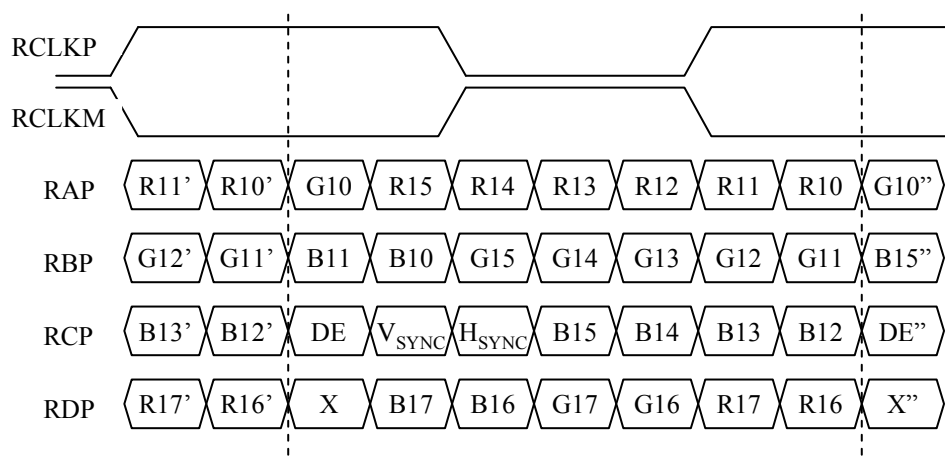 RCLKP
RCLKM
RAP R11’ R10’ G10 R15 R14 R13 R12 R11 R10 G10”
RBP G12’ G11’ B11 B10 G15 G14 G13 G12 G11 B15”
RCP B13’ B12’ DE VSYNC HSYNC B15 B14 B13 B12 DE”
RDP R17’ R16’ X B17 B16 G17 G16 R17 R16 X”